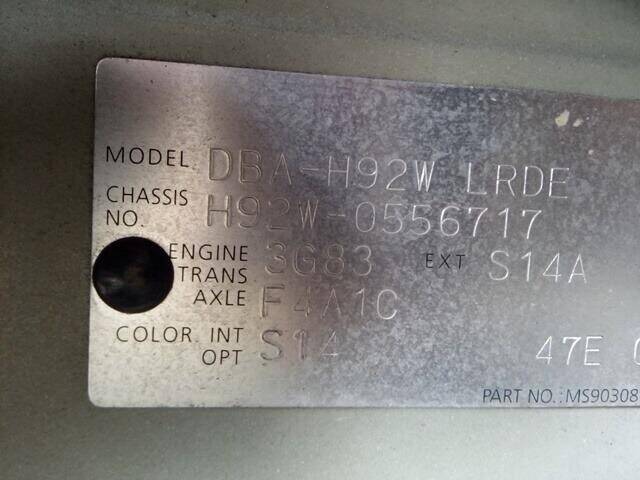 MODEL DBA-H92W LRDE
CHASSIS NO. H92W-0556717
ENGINE 3G83 EXT S14A
TRANS AXLE F4A1C
COLOR. INT OPT S14 47E
PART NO.:MS90308